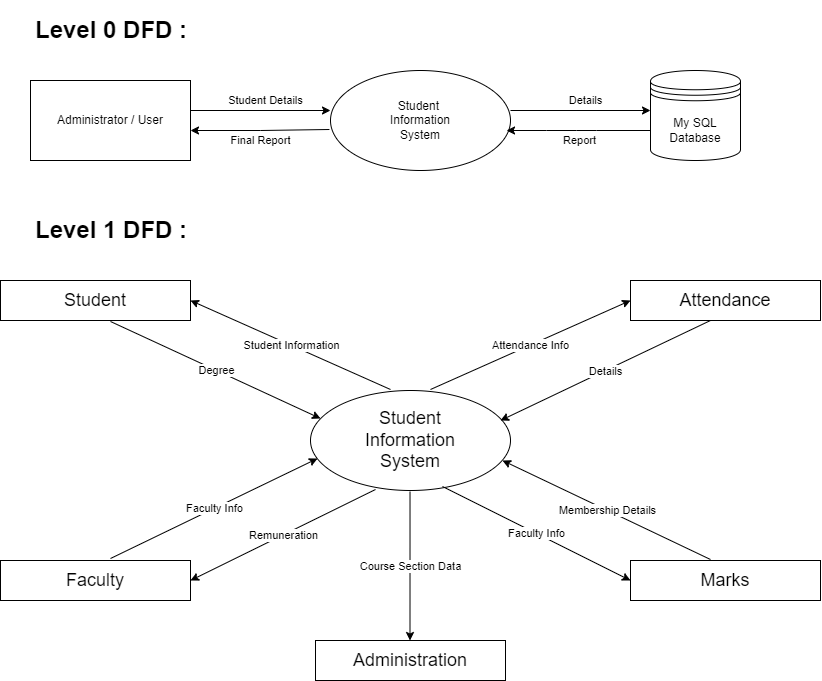 Level 0 DFD :
Student Details
Administrator / User
Final Report
Student
Information
System
Details
Report
My SQL
Database
Level 1 DFD :
Student
Attendance
Student Information
Attendance Info
Degree
Details
Student
Information
System
Faculty Info
Membership Details
Remuneration
Faculty Info
Course Section Data
Faculty
Marks
Administration